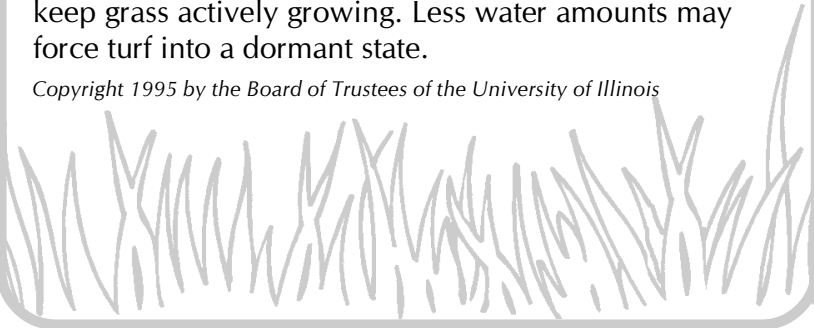 keep grass actively growing. Less water amounts may
force turf into a dormant state.
Copyright 1995 by the Board of Trustees of the University of Illinois